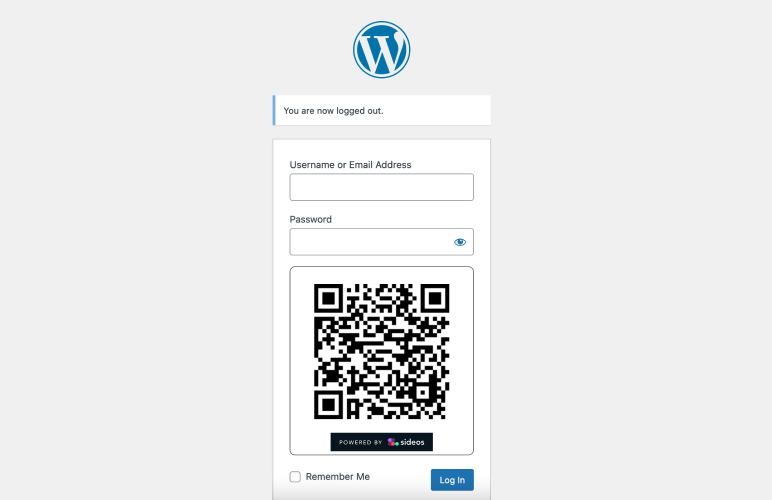 You are now logged out.
Username or Email Address
Password
POWERED BY sideos
Remember Me
Log In